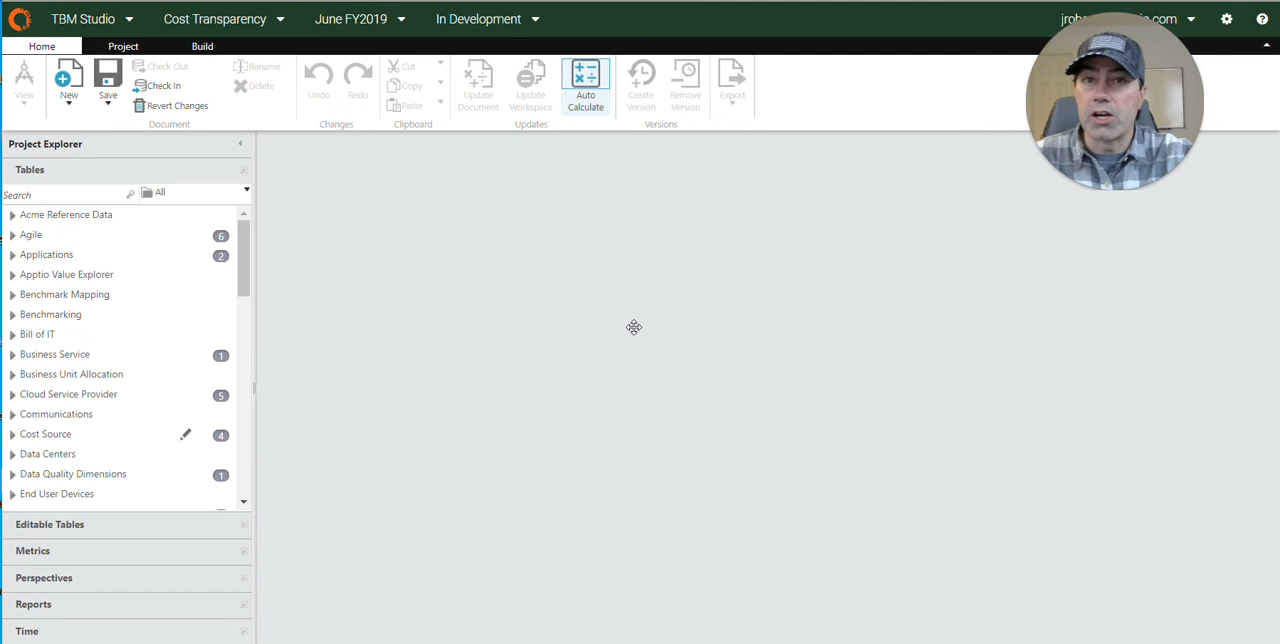 TBM Studio Cost Transparency June FY2019 In Development
Home Project Build
View
New
Save
Check Out
Check In
Revert Changes
Rename
Delete
Document
Undo
Redo
Changes
Cut
Copy
Paste
Clipboard
Update Document
Update Workspace
Auto Calculate
Updates
Create Version
Remove Version
Versions
Export
Project Explorer
Tables
Search All
Acme Reference Data
Agile 6
Applications 2
Apptio Value Explorer
Benchmark Mapping
Benchmarking
Bill of IT
Business Service 1
Business Unit Allocation
Cloud Service Provider 5
Communications
Cost Source 4
Data Centers
Data Quality Dimensions 1
End User Devices
Editable Tables
Metrics
Perspectives
Reports
Time